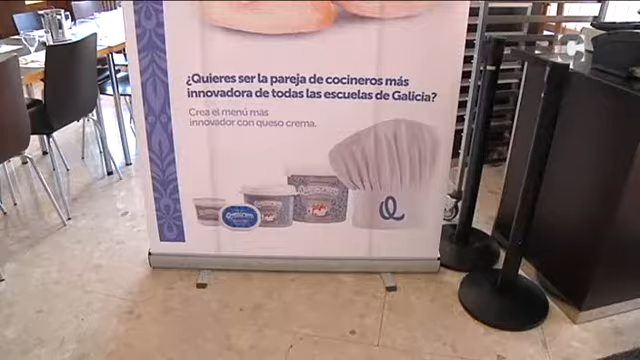 ¿Quieres ser la pareja de cocineros más
innovadora de todas las escuelas de Galicia?
Crea el menú más
innovador con queso crema.